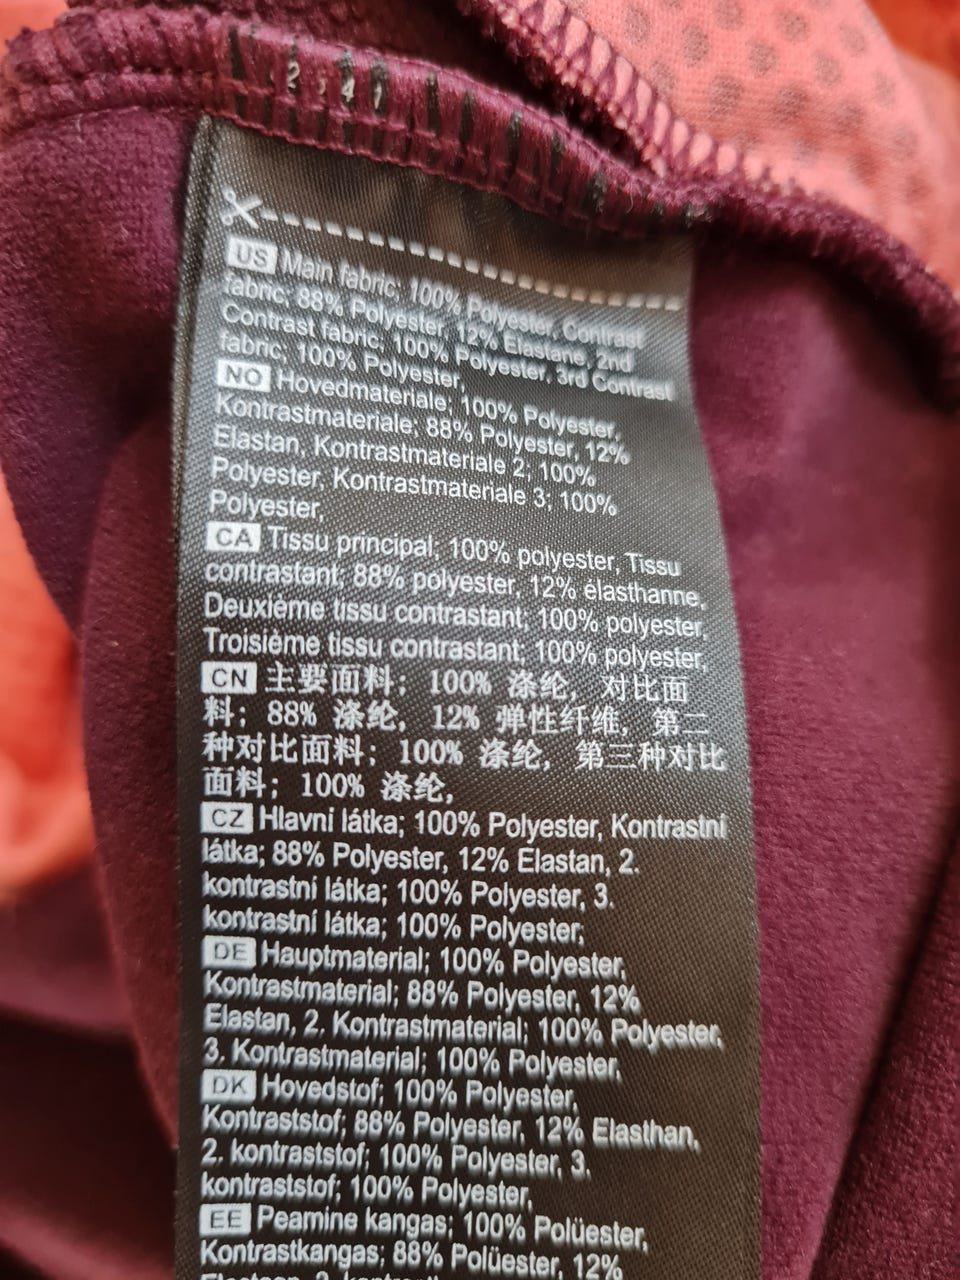 2 41
US Main fabric; 100% Polyester, Contrast
fabric; 88% Polyester, 12% Elastane, 2nd
Contrast fabric; 100% Polyester, 3rd Contrast
fabric; 100% Polyester,
NO Hovedmateriale; 100% Polyester,
Kontrastmateriale; 88% Polyester, 12%
Elastan, Kontrastmateriale 2; 100%
Polyester, Kontrastmateriale 3; 100%
Polyester,
CA Tissu principal; 100% polyester, Tissu
contrastant; 88% polyester, 12% élasthanne,
Deuxième tissu contrastant; 100% polyester,
Troisième tissu contrastant; 100% polyester,
CN 主要面料; 100% 涤纶, 对比面
料; 88% 涤纶, 12% 弹性纤维, 第二
种对比面料; 100% 涤纶, 第三种对比
面料; 100% 涤纶,
CZ Hlavní látka; 100% Polyester, Kontrastní
látka; 88% Polyester, 12% Elastan, 2.
kontrastní látka; 100% Polyester, 3.
kontrastní látka; 100% Polyester,
DE Hauptmaterial; 100% Polyester,
Kontrastmaterial; 88% Polyester, 12%
Elastan, 2. Kontrastmaterial; 100% Polyester,
3. Kontrastmaterial; 100% Polyester,
DK Hovedstof; 100% Polyester,
Kontraststof; 88% Polyester, 12% Elasthan,
2. kontraststof; 100% Polyester, 3.
kontraststof; 100% Polyester,
EE Peamine kangas; 100% Polüester,
Kontrastkangas; 88% Polüester, 12%